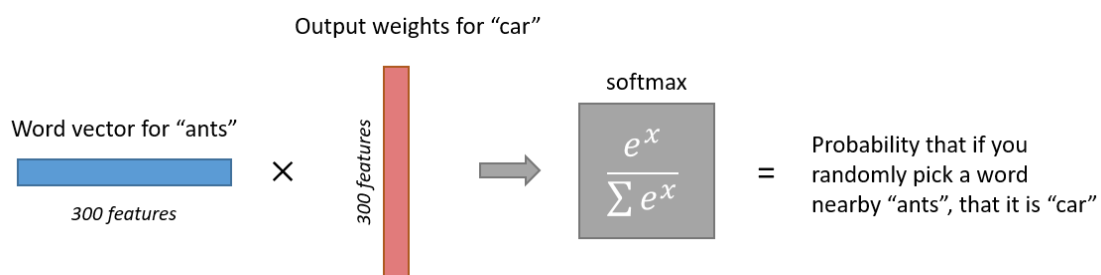 Output weights for “car”
softmax
Word vector for “ants”
300 features
×
300 features
e^x
∑ e^x
=
Probability that if you
randomly pick a word
nearby “ants”, that it is “car”